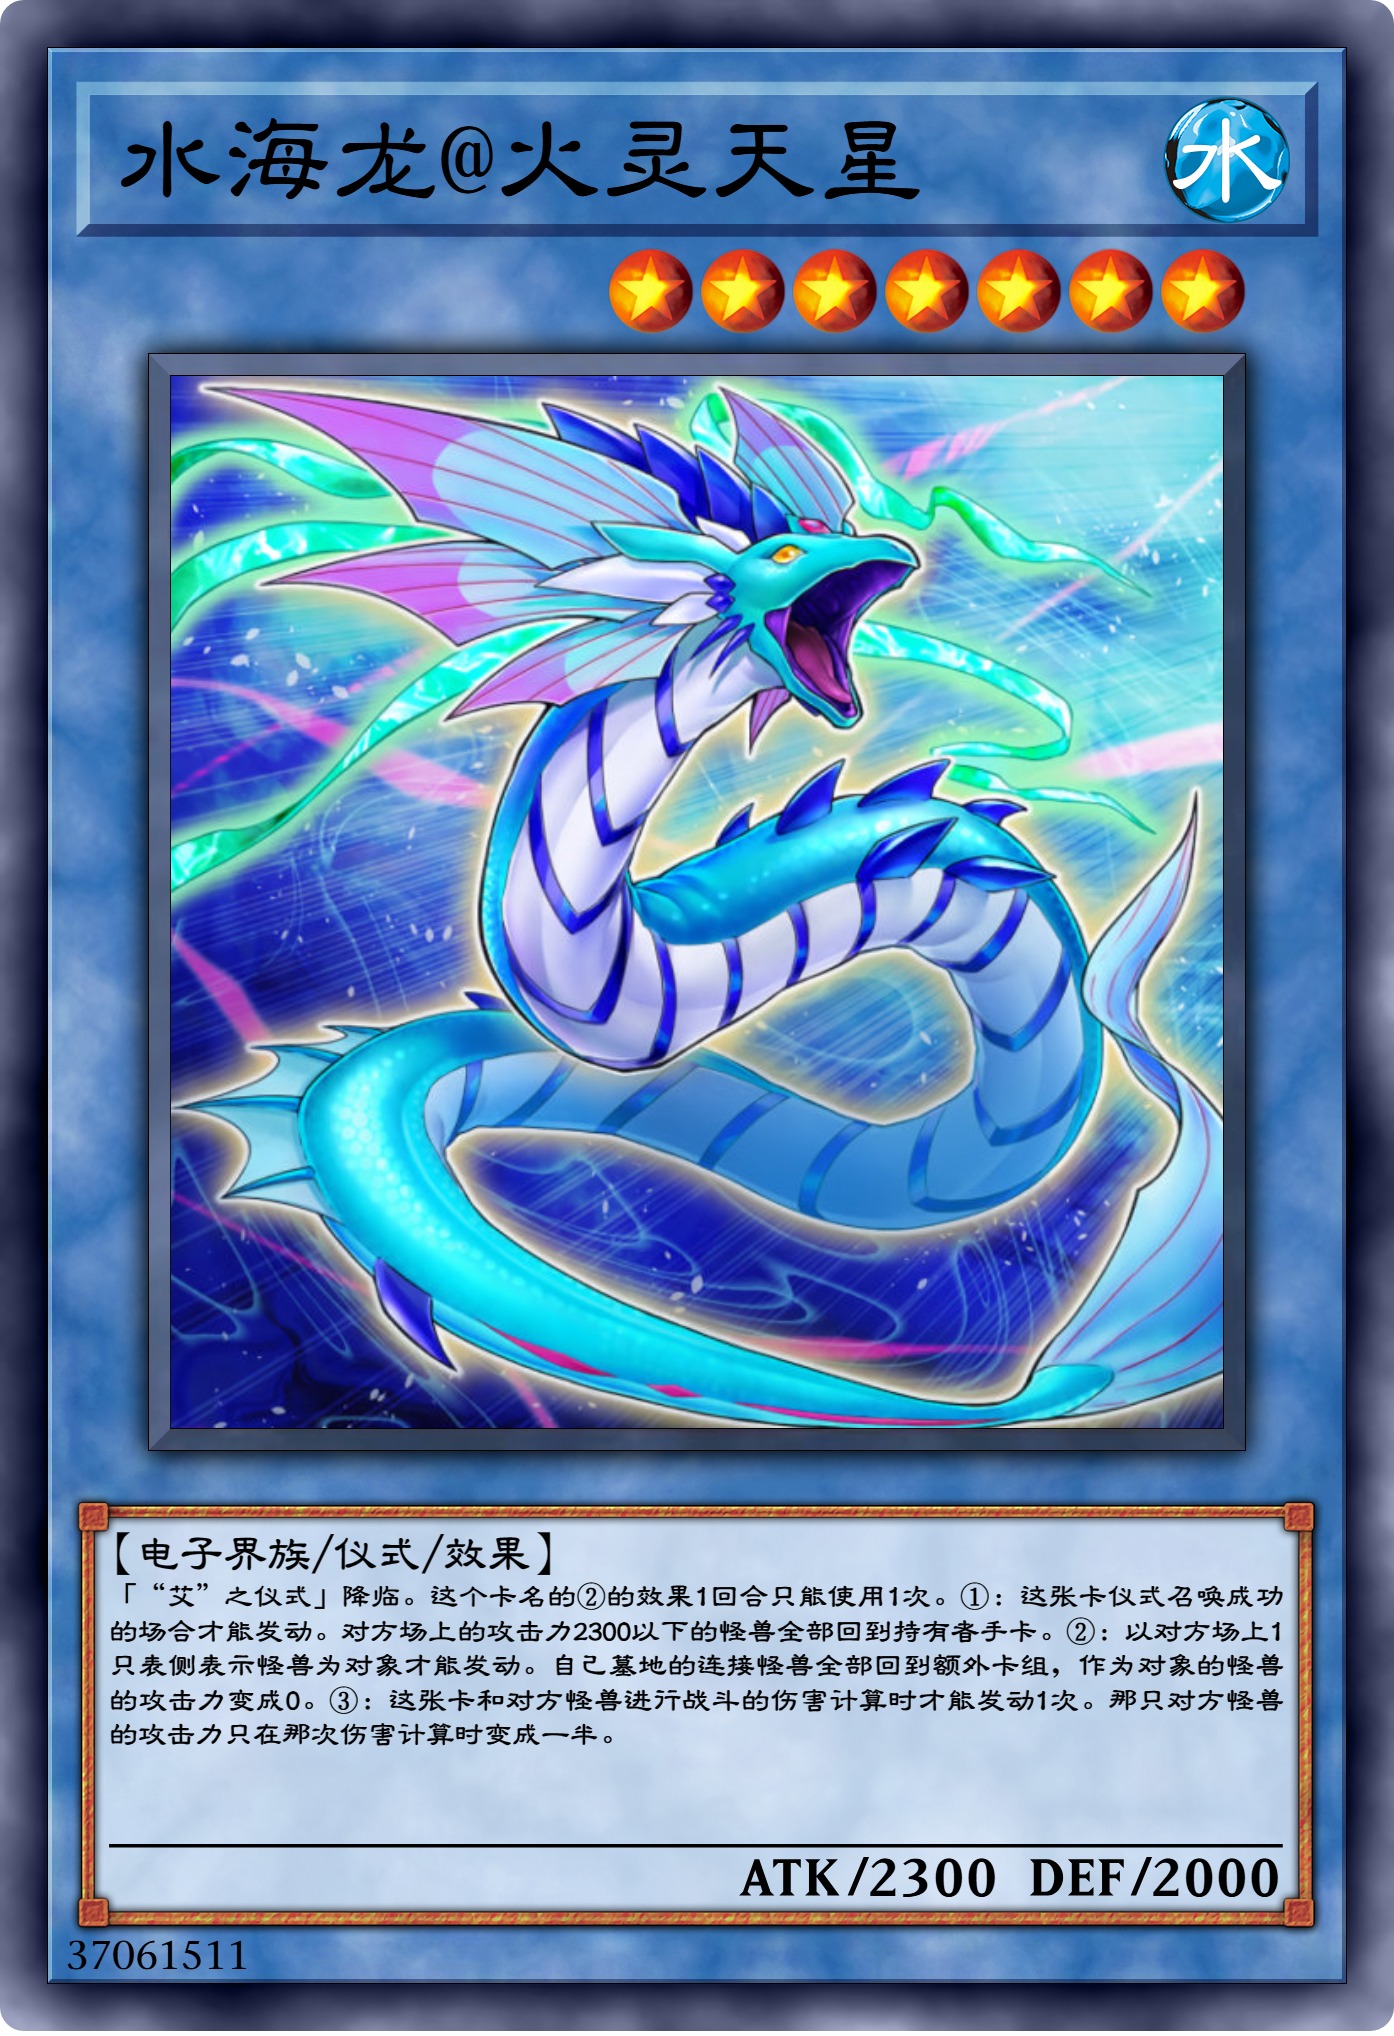 水海龙@火灵天星
水
【电子界族/仪式/效果】
「“艾”之仪式」降临。这个卡名的②的效果1回合只能使用1次。①：这张卡仪式召唤成功
的场合才能发动。对方场上的攻击力2300以下的怪兽全部回到持有者手卡。②：以对方场上1
只表侧表示怪兽为对象才能发动。自己墓地的连接怪兽全部回到额外卡组，作为对象的怪兽
的攻击力变成0。③：这张卡和对方怪兽进行战斗的伤害计算时才能发动1次。那只对方怪兽
的攻击力只在那次伤害计算时变成一半。
ATK/2300 DEF/2000
37061511